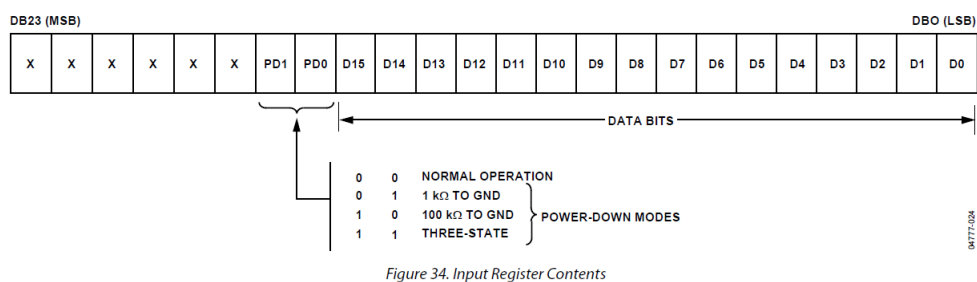 DB23 (MSB) DBO (LSB)
X X X X X X PD1 PD0 D15 D14 D13 D12 D11 D10 D9 D8 D7 D6 D5 D4 D3 D2 D1 D0
DATA BITS
0 0 NORMAL OPERATION
0 1 1 kΩ TO GND
1 0 100 kΩ TO GND
1 1 THREE-STATE
POWER-DOWN MODES
04777-024
Figure 34. Input Register Contents